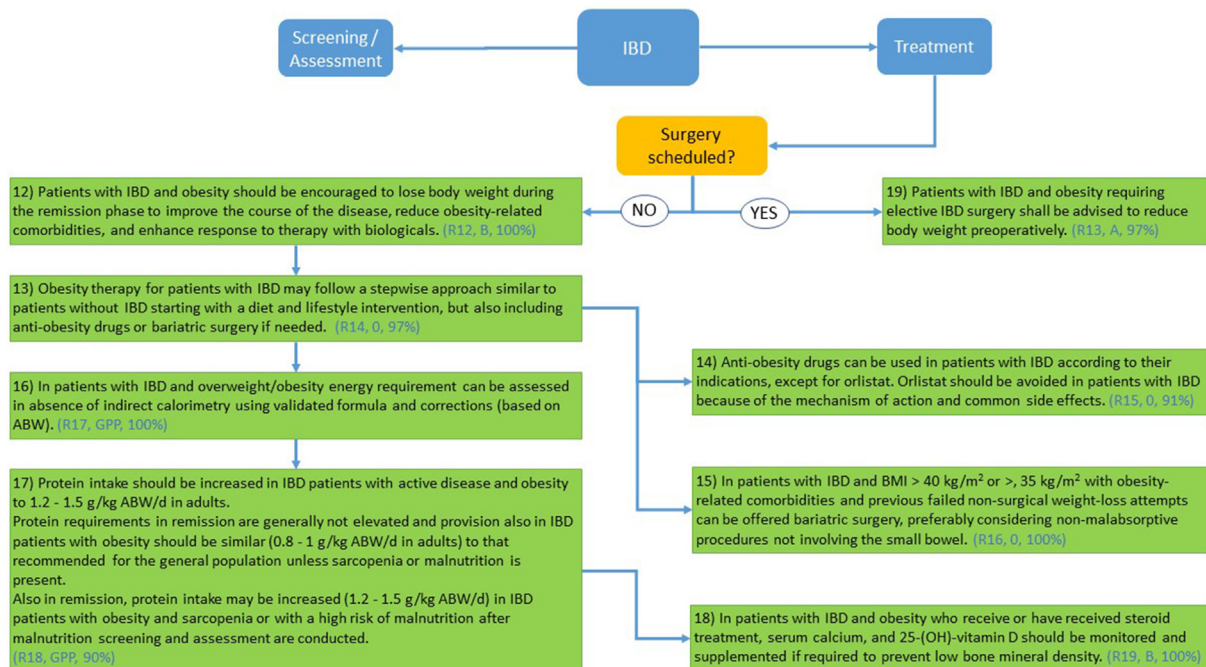 Screening /
Assessment
IBD
Treatment
Surgery
scheduled?
NO
YES
12) Patients with IBD and obesity should be encouraged to lose body weight during
the remission phase to improve the course of the disease, reduce obesity-related
comorbidities, and enhance response to therapy with biologicals. (R12, B, 100%)
19) Patients with IBD and obesity requiring
elective IBD surgery shall be advised to reduce
body weight preoperatively. (R13, A, 97%)
13) Obesity therapy for patients with IBD may follow a stepwise approach similar to
patients without IBD starting with a diet and lifestyle intervention, but also including
anti-obesity drugs or bariatric surgery if needed. (R14, 0, 97%)
14) Anti-obesity drugs can be used in patients with IBD according to their
indications, except for orlistat. Orlistat should be avoided in patients with IBD
because of the mechanism of action and common side effects. (R15, 0, 91%)
16) In patients with IBD and overweight/obesity energy requirement can be assessed
in absence of indirect calorimetry using validated formula and corrections (based on
ABW). (R17, GPP, 100%)
15) In patients with IBD and BMI > 40 kg/m² or >, 35 kg/m² with obesity-
related comorbidities and previous failed non-surgical weight-loss attempts
can be offered bariatric surgery, preferably considering non-malabsorptive
procedures not involving the small bowel. (R16, 0, 100%)
17) Protein intake should be increased in IBD patients with active disease and obesity
to 1.2 - 1.5 g/kg ABW/d in adults.
Protein requirements in remission are generally not elevated and provision also in IBD
patients with obesity should be similar (0.8 - 1 g/kg ABW/d in adults) to that
recommended for the general population unless sarcopenia or malnutrition is
present.
Also in remission, protein intake may be increased (1.2 - 1.5 g/kg ABW/d) in IBD
patients with obesity and sarcopenia or with a high risk of malnutrition after
malnutrition screening and assessment are conducted.
(R18, GPP, 90%)
18) In patients with IBD and obesity who receive or have received steroid
treatment, serum calcium, and 25-(OH)-vitamin D should be monitored and
supplemented if required to prevent low bone mineral density. (R19, B, 100%)